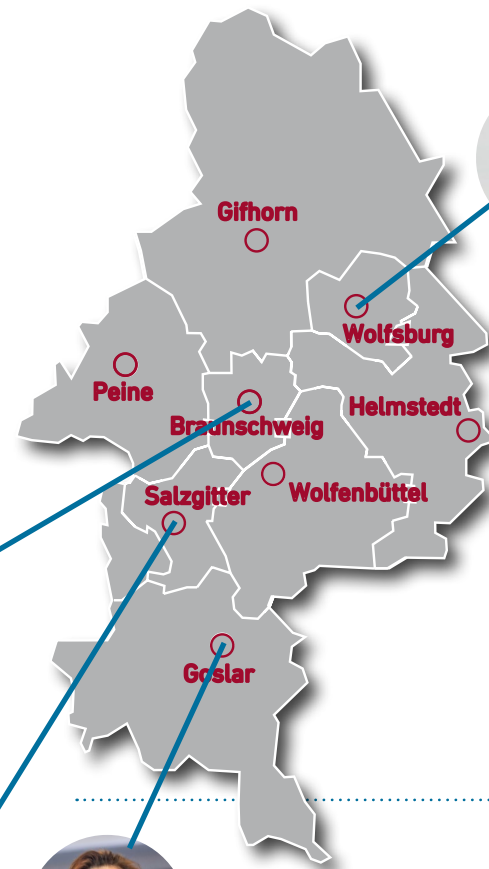 Gifhorn
Wolfsburg
Peine
Helmstedt
Braunschweig
Wolfenbüttel
Salzgitter
Goslar